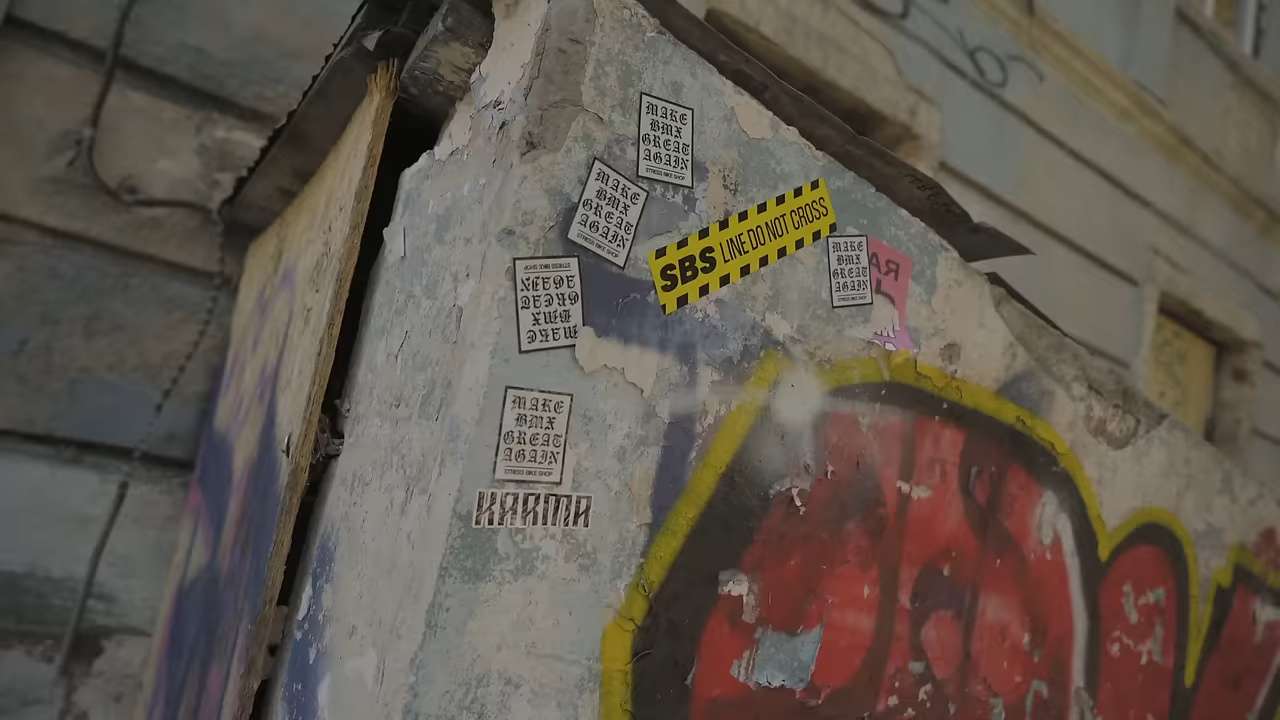 MAKE
BMX
GREAT
AGAIN
STRESS BIKE SHOP
MAKE
BMX
GREAT
AGAIN
STRESS BIKE SHOP
SBS LINE DO NOT CROSS
MAKE
BMX
GREAT
AGAIN
STRESS BIKE SHOP
RA
MAKE
BMX
GREAT
AGAIN
STRESS BIKE SHOP
MAKE
BMX
GREAT
AGAIN
STRESS BIKE SHOP
KARMA